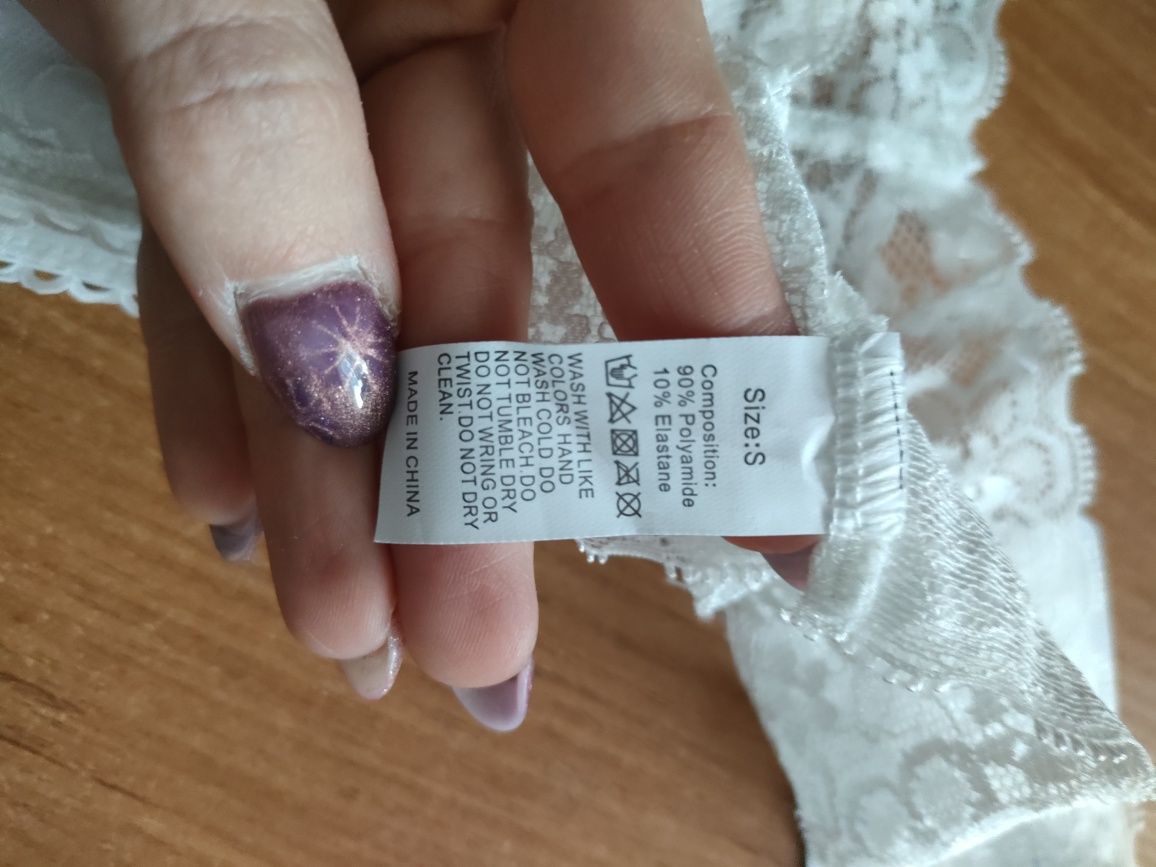 Size:S
Composition:
90% Polyamide
10% Elastane
WASH WITH LIKE
COLORS HAND
WASH COLD DO
NOT BLEACH.DO
NOT TUMBLE DRY
DO NOT WRING OR
TWIST.DO NOT DRY
CLEAN.
MADE IN CHINA